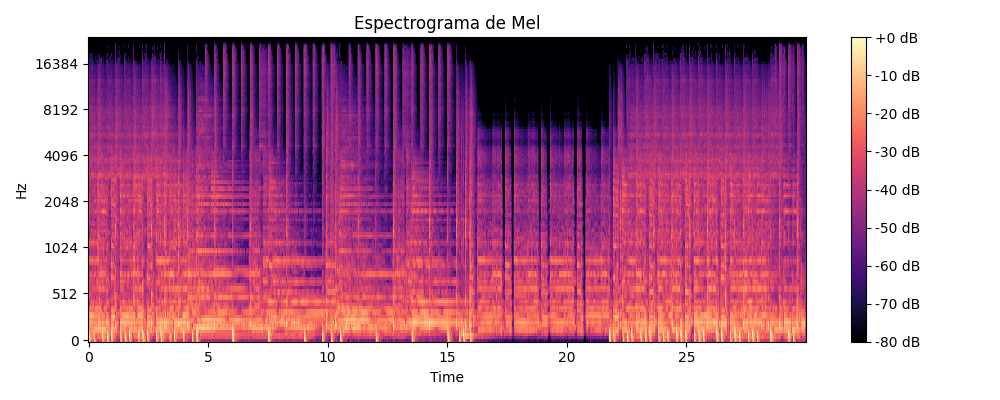 Espectrograma de Mel
Hz
16384
8192
4096
2048
1024
512
0
0 5 10 15 20 25
Time
+0 dB
-10 dB
-20 dB
-30 dB
-40 dB
-50 dB
-60 dB
-70 dB
-80 dB